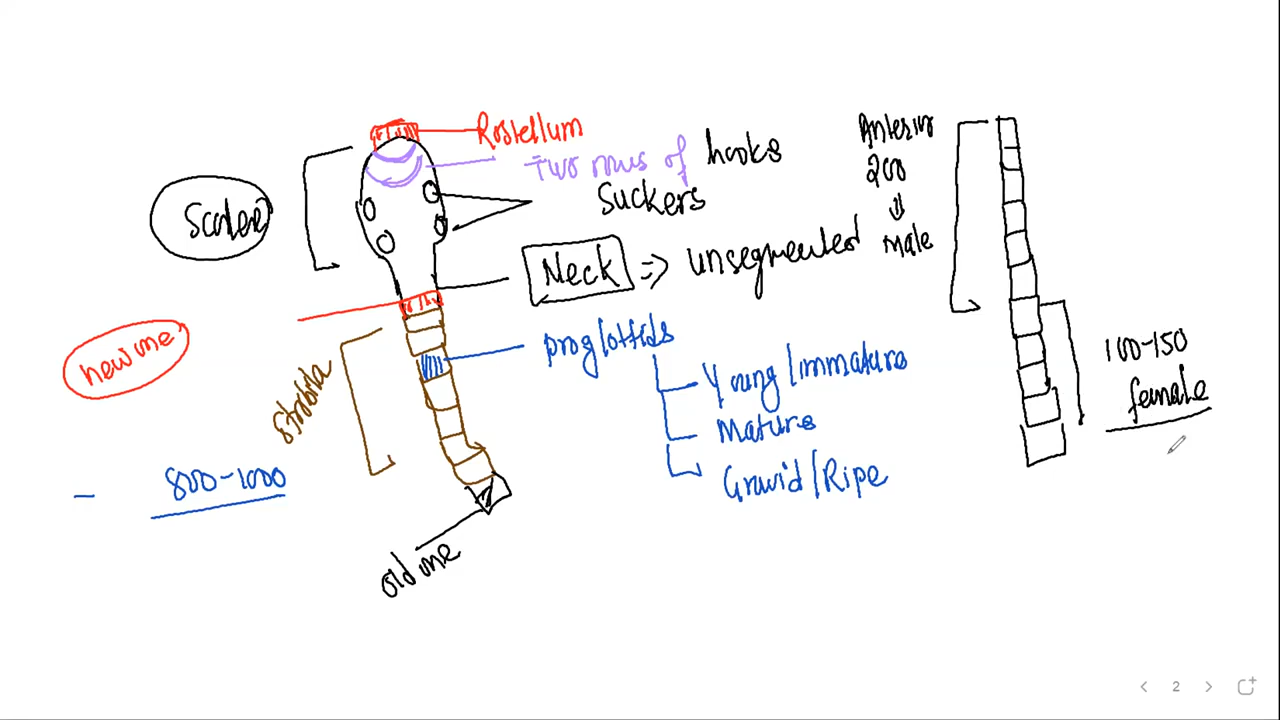 Rostellum
Two rows of hooks
Suckers
Neck => unsegmented
new one
Strobila
proglottids
Young/immature
Mature
Gravid/Ripe
800-1000
old one
Anterior
200
male
100-150
female
2